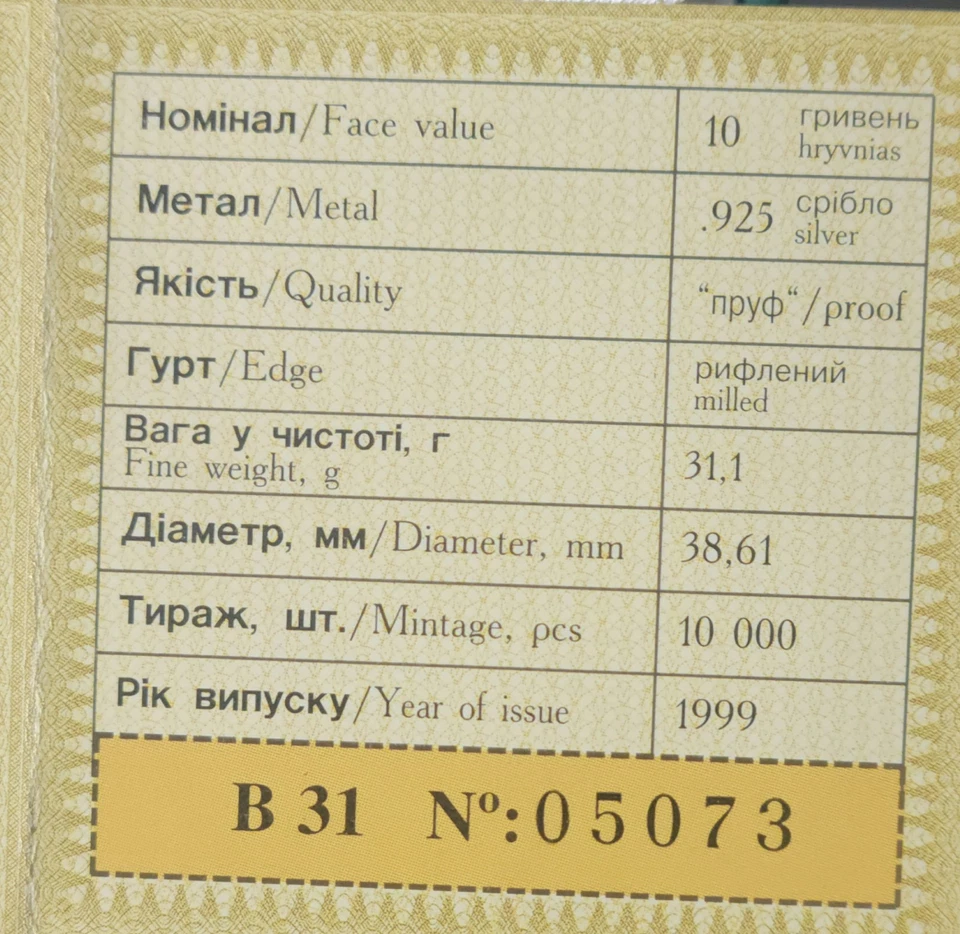 Номінал/Face value
10 гривень
hryvnias
Метал/Metal
.925 срібло
silver
Якість/Quality
“пруф“/proof
Гурт/Edge
рифлений
milled
Вага у чистоті, г
Fine weight, g
31,1
Діаметр, мм/Diameter, mm
38,61
Тираж, шт./Mintage, pcs
10 000
Рік випуску/Year of issue
1999
В 31 Nº:05073